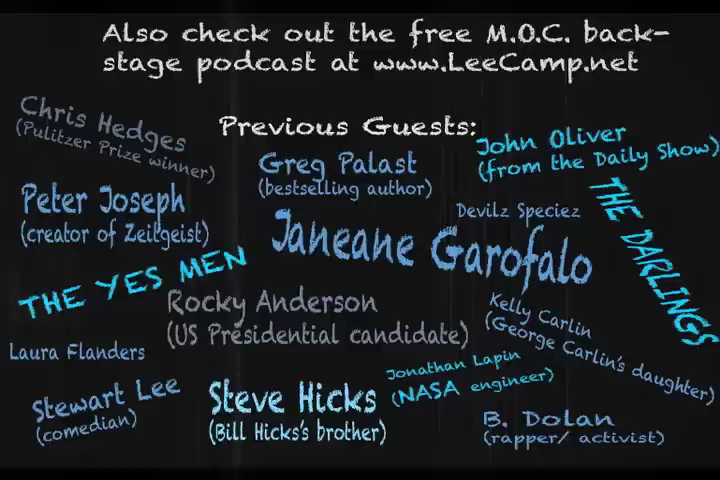 Also check out the free M.O.C. back-
stage podcast at www.LeeCamp.net
Previous Guests:
Chris Hedges
(Pulitzer Prize winner)
Greg Palast
(bestselling author)
John Oliver
(from the Daily Show)
Peter Joseph
(creator of Zeitgeist)
Devilz Speciez
Janeane Garofalo
THE DARLINGS
THE YES MEN
Rocky Anderson
(US Presidential candidate)
Kelly Carlin
(George Carlin's daughter)
Laura Flanders
Jonathan Lapin
(NASA engineer)
Stewart Lee
(comedian)
Steve Hicks
(Bill Hicks's brother)
B. Dolan
(rapper/ activist)